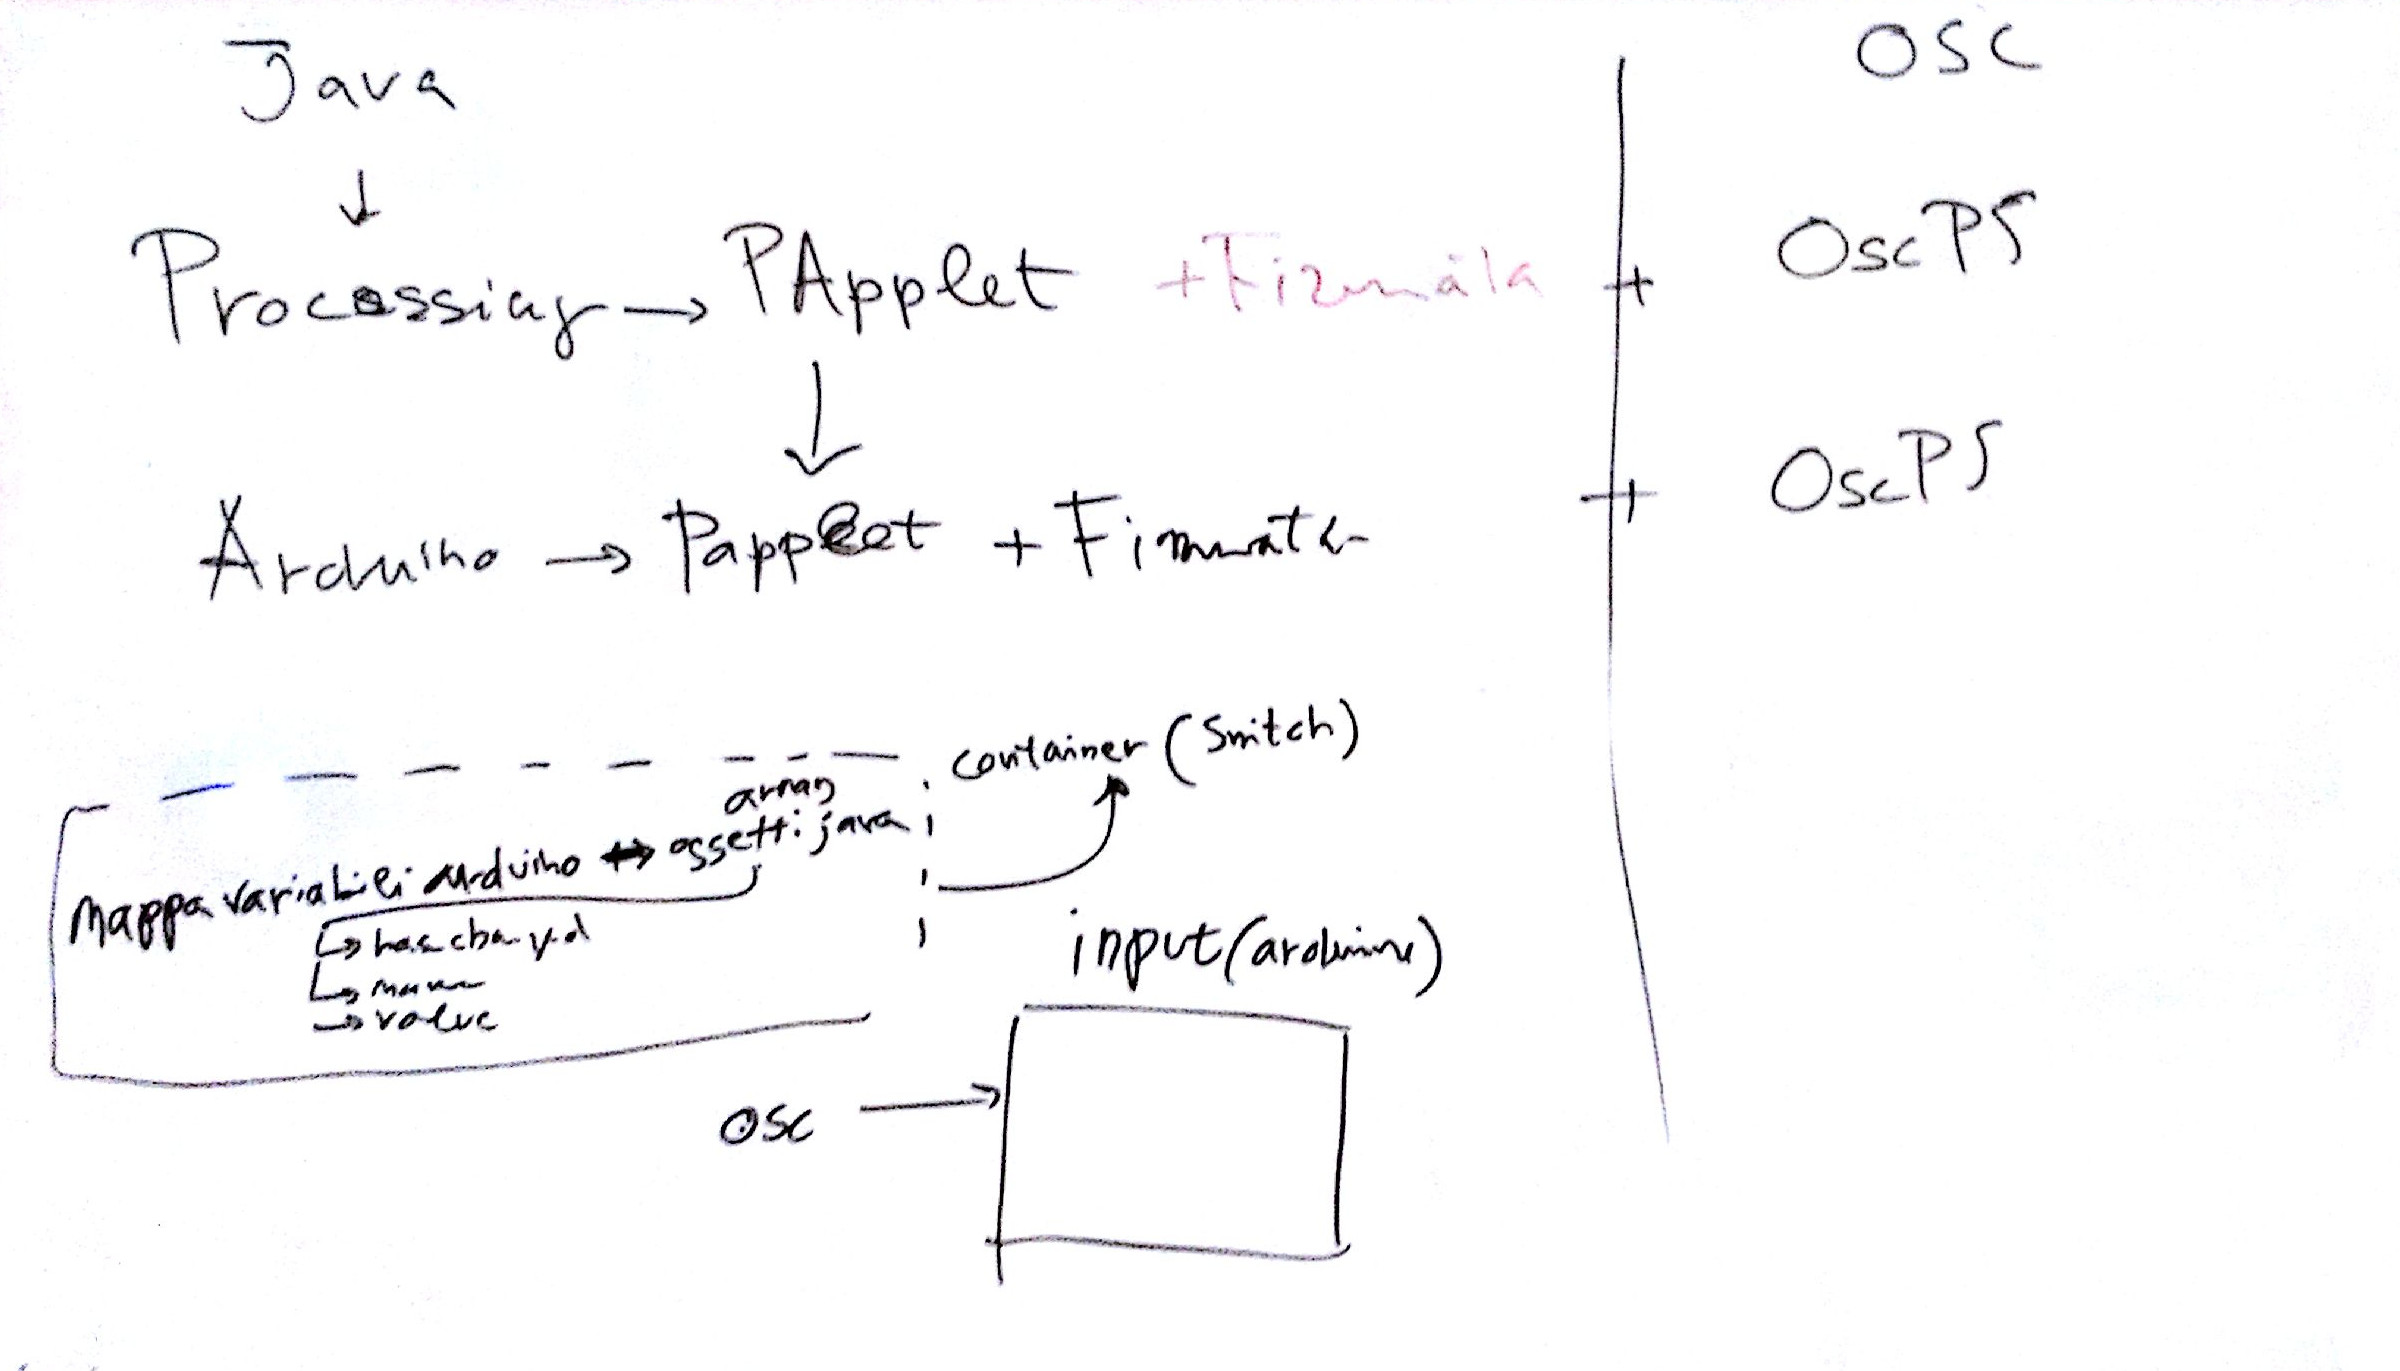 Java
OSC
↓
Processing → PApplet + Firmata + OscP5
↓
Arduino → Papplet + Firmata + OscP5
container (Switch)
array
mappa variabili arduino ↔ oggetti java
↳ has changed
↳ name
→ value
input (arduino)
OSC →